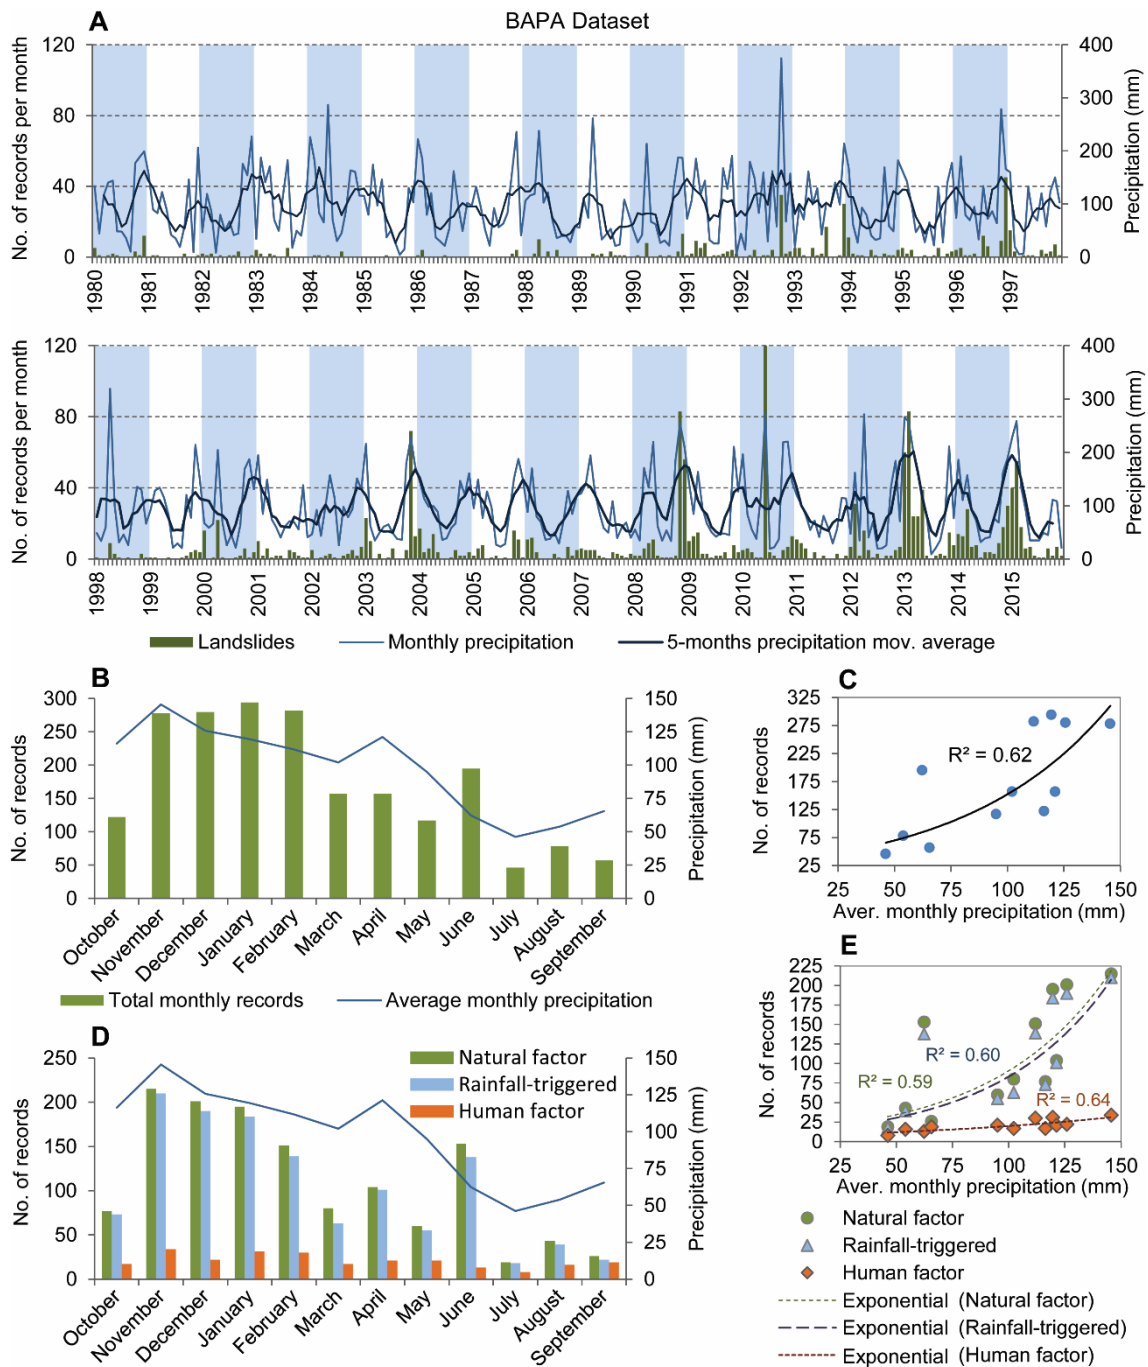 A
BAPA Dataset
No. of records per month
120
80
40
0
Precipitation (mm)
400
300
200
100
0
1980 1981 1982 1983 1984 1985 1986 1987 1988 1989 1990 1991 1992 1993 1994 1995 1996 1997
No. of records per month
120
80
40
0
Precipitation (mm)
400
300
200
100
0
1998 1999 2000 2001 2002 2003 2004 2005 2006 2007 2008 2009 2010 2011 2012 2013 2014 2015
Landslides Monthly precipitation 5-months precipitation mov. average
B
No. of records
300
250
200
150
100
50
0
Precipitation (mm)
150
125
100
75
50
25
0
October November December January February March April May June July August September
Total monthly records Average monthly precipitation
C
No. of records
325
275
225
175
125
75
25
R² = 0.62
25 50 75 100 125 150
Aver. monthly precipitation (mm)
D
No. of records
250
200
150
100
50
0
Natural factor
Rainfall-triggered
Human factor
Precipitation (mm)
150
125
100
75
50
25
0
October November December January February March April May June July August September
E
No. of records
225
200
175
150
125
100
75
50
25
0
R² = 0.60
R² = 0.59
R² = 0.64
25 50 75 100 125 150
Aver. monthly precipitation (mm)
Natural factor
Rainfall-triggered
Human factor
Exponential (Natural factor)
Exponential (Rainfall-triggered)
Exponential (Human factor)